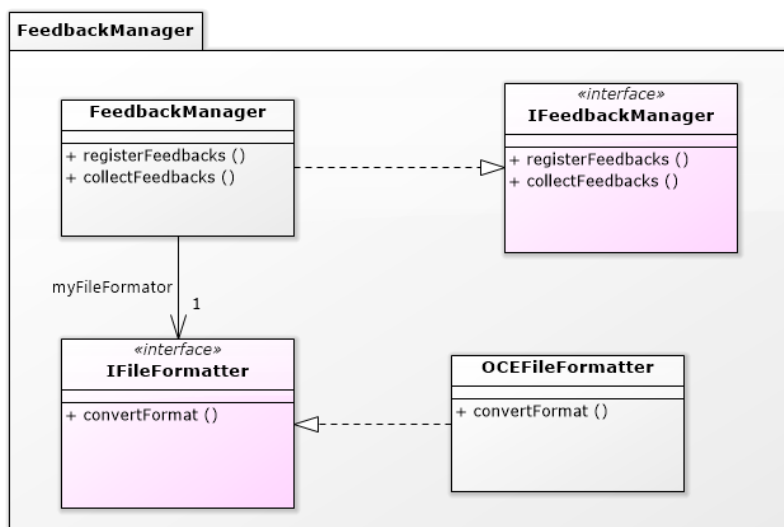 FeedbackManager
FeedbackManager
+ registerFeedbacks ()
+ collectFeedbacks ()
«interface»
IFeedbackManager
+ registerFeedbacks ()
+ collectFeedbacks ()
myFileFormator
1
«interface»
IFileFormatter
+ convertFormat ()
OCEFileFormatter
+ convertFormat ()